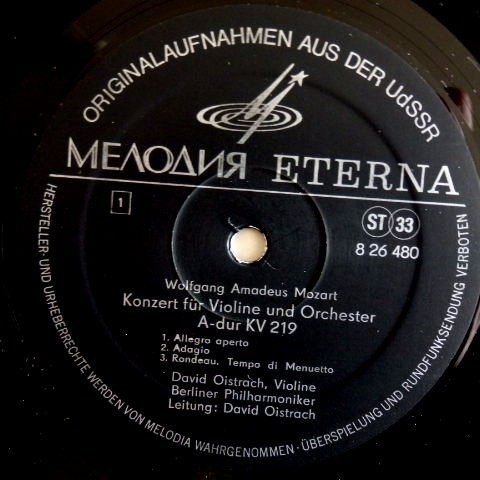 ORIGINALAUFNAHMEN AUS DER UdSSR
МЕЛОДИЯ ETERNA
1
ST 33
8 26 480
Wolfgang Amadeus Mozart
Konzert für Violine und Orchester
A-dur KV 219
1. Allegro aperto
2. Adagio
3. Rondeau. Tempo di Menuetto
David Oistrach, Violine
Berliner Philharmoniker
Leitung: David Oistrach
HERSTELLER- UND URHEBERRECHTE WERDEN VON MELODIA WAHRGENOMMEN · ÜBERSPIELUNG UND RUNDFUNKSENDUNG VERBOTEN